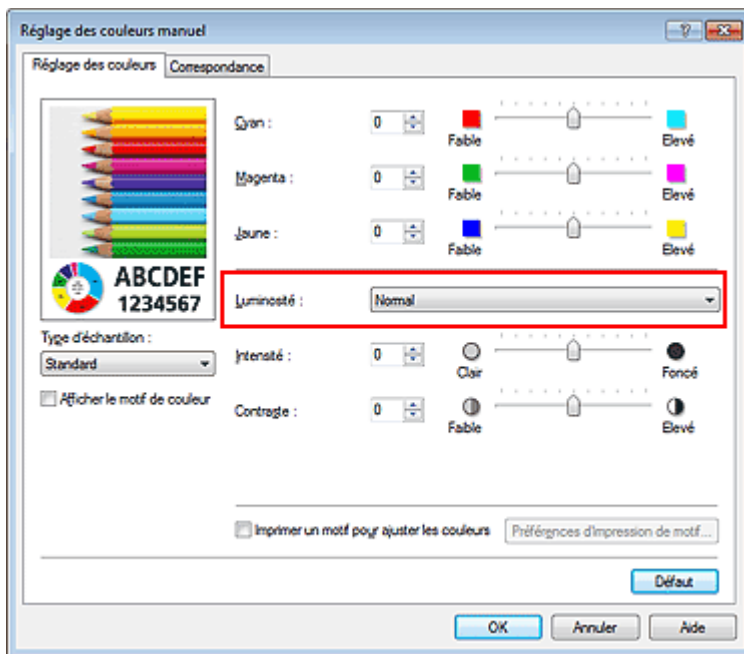 Réglage des couleurs manuel
Réglage des couleurs
Correspondance
Cyan :
0
Faible
Elevé
Magenta :
0
Faible
Elevé
Jaune :
0
Faible
Elevé
ABCDEF
1234567
Luminosité :
Normal
Type d'échantillon :
Standard
Afficher le motif de couleur
Intensité :
0
Clair
Foncé
Contraste :
0
Faible
Elevé
Imprimer un motif pour ajuster les couleurs
Préférences d'impression de motif...
Défaut
OK
Annuler
Aide